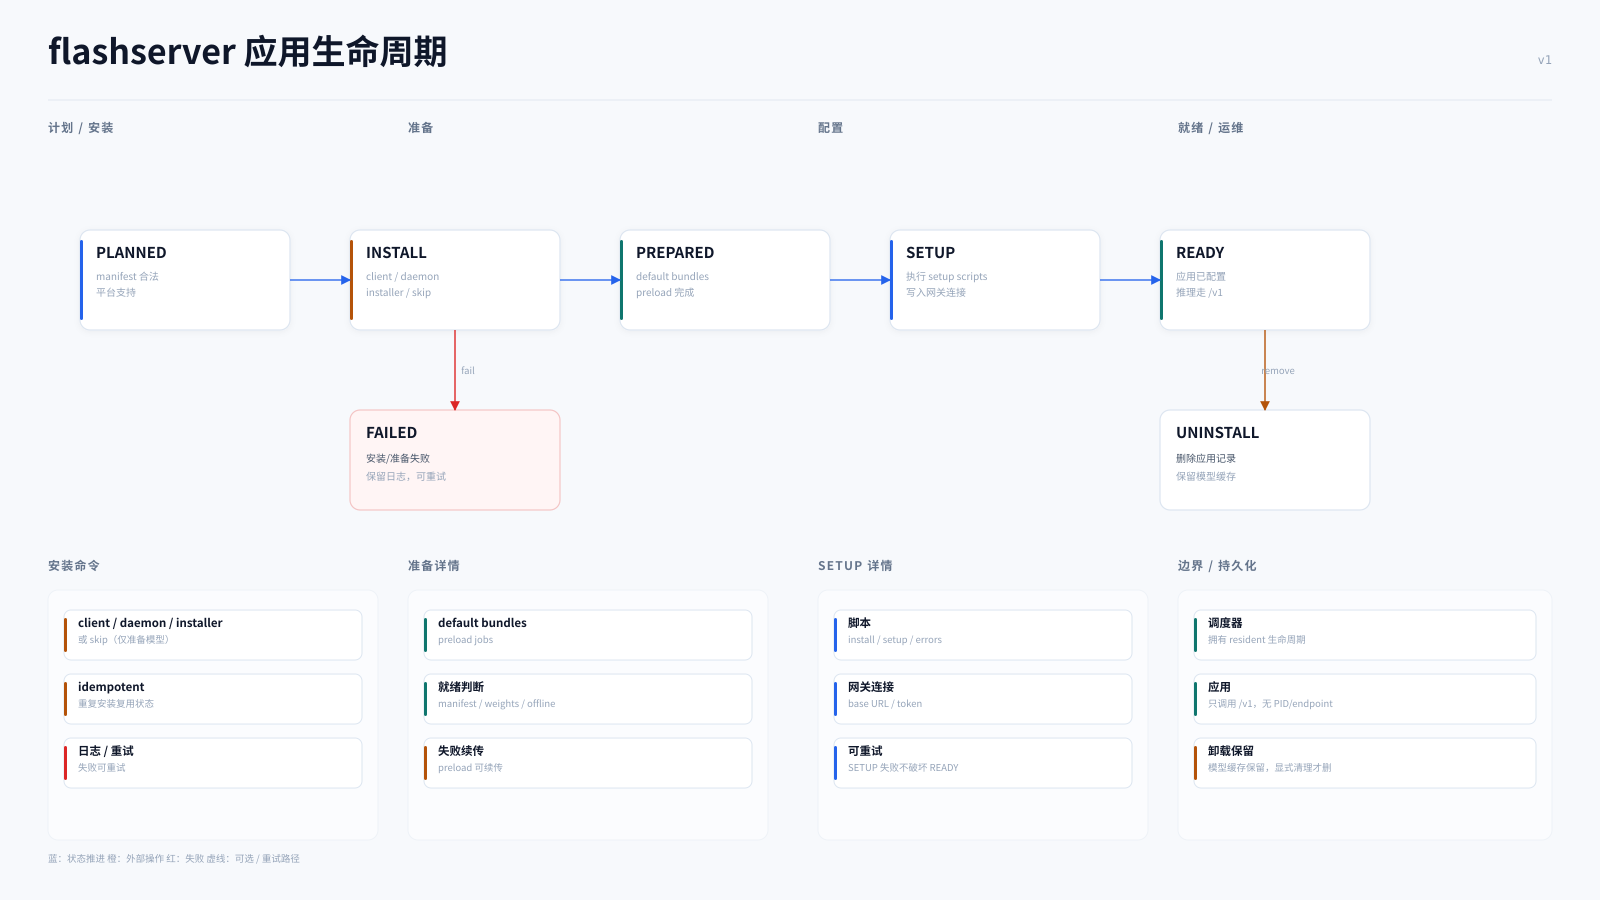 flashserver 应用生命周期
v1
计划 / 安装
准备
配置
就绪 / 运维
PLANNED
manifest 合法
平台支持
INSTALL
client / daemon
installer / skip
PREPARED
default bundles
preload 完成
SETUP
执行 setup scripts
写入网关连接
READY
应用已配置
推理走 /v1
fail
remove
FAILED
安装/准备失败
保留日志，可重试
UNINSTALL
删除应用记录
保留模型缓存
安装命令
client / daemon / installer
或 skip（仅准备模型）
idempotent
重复安装复用状态
日志 / 重试
失败可重试
准备详情
default bundles
preload jobs
就绪判断
manifest / weights / offline
失败续传
preload 可续传
SETUP 详情
脚本
install / setup / errors
网关连接
base URL / token
可重试
SETUP 失败不破坏 READY
边界 / 持久化
调度器
拥有 resident 生命周期
应用
只调用 /v1，无 PID/endpoint
卸载保留
模型缓存保留，显式清理才删
蓝：状态推进 橙：外部操作 红：失败 虚线：可选 / 重试路径